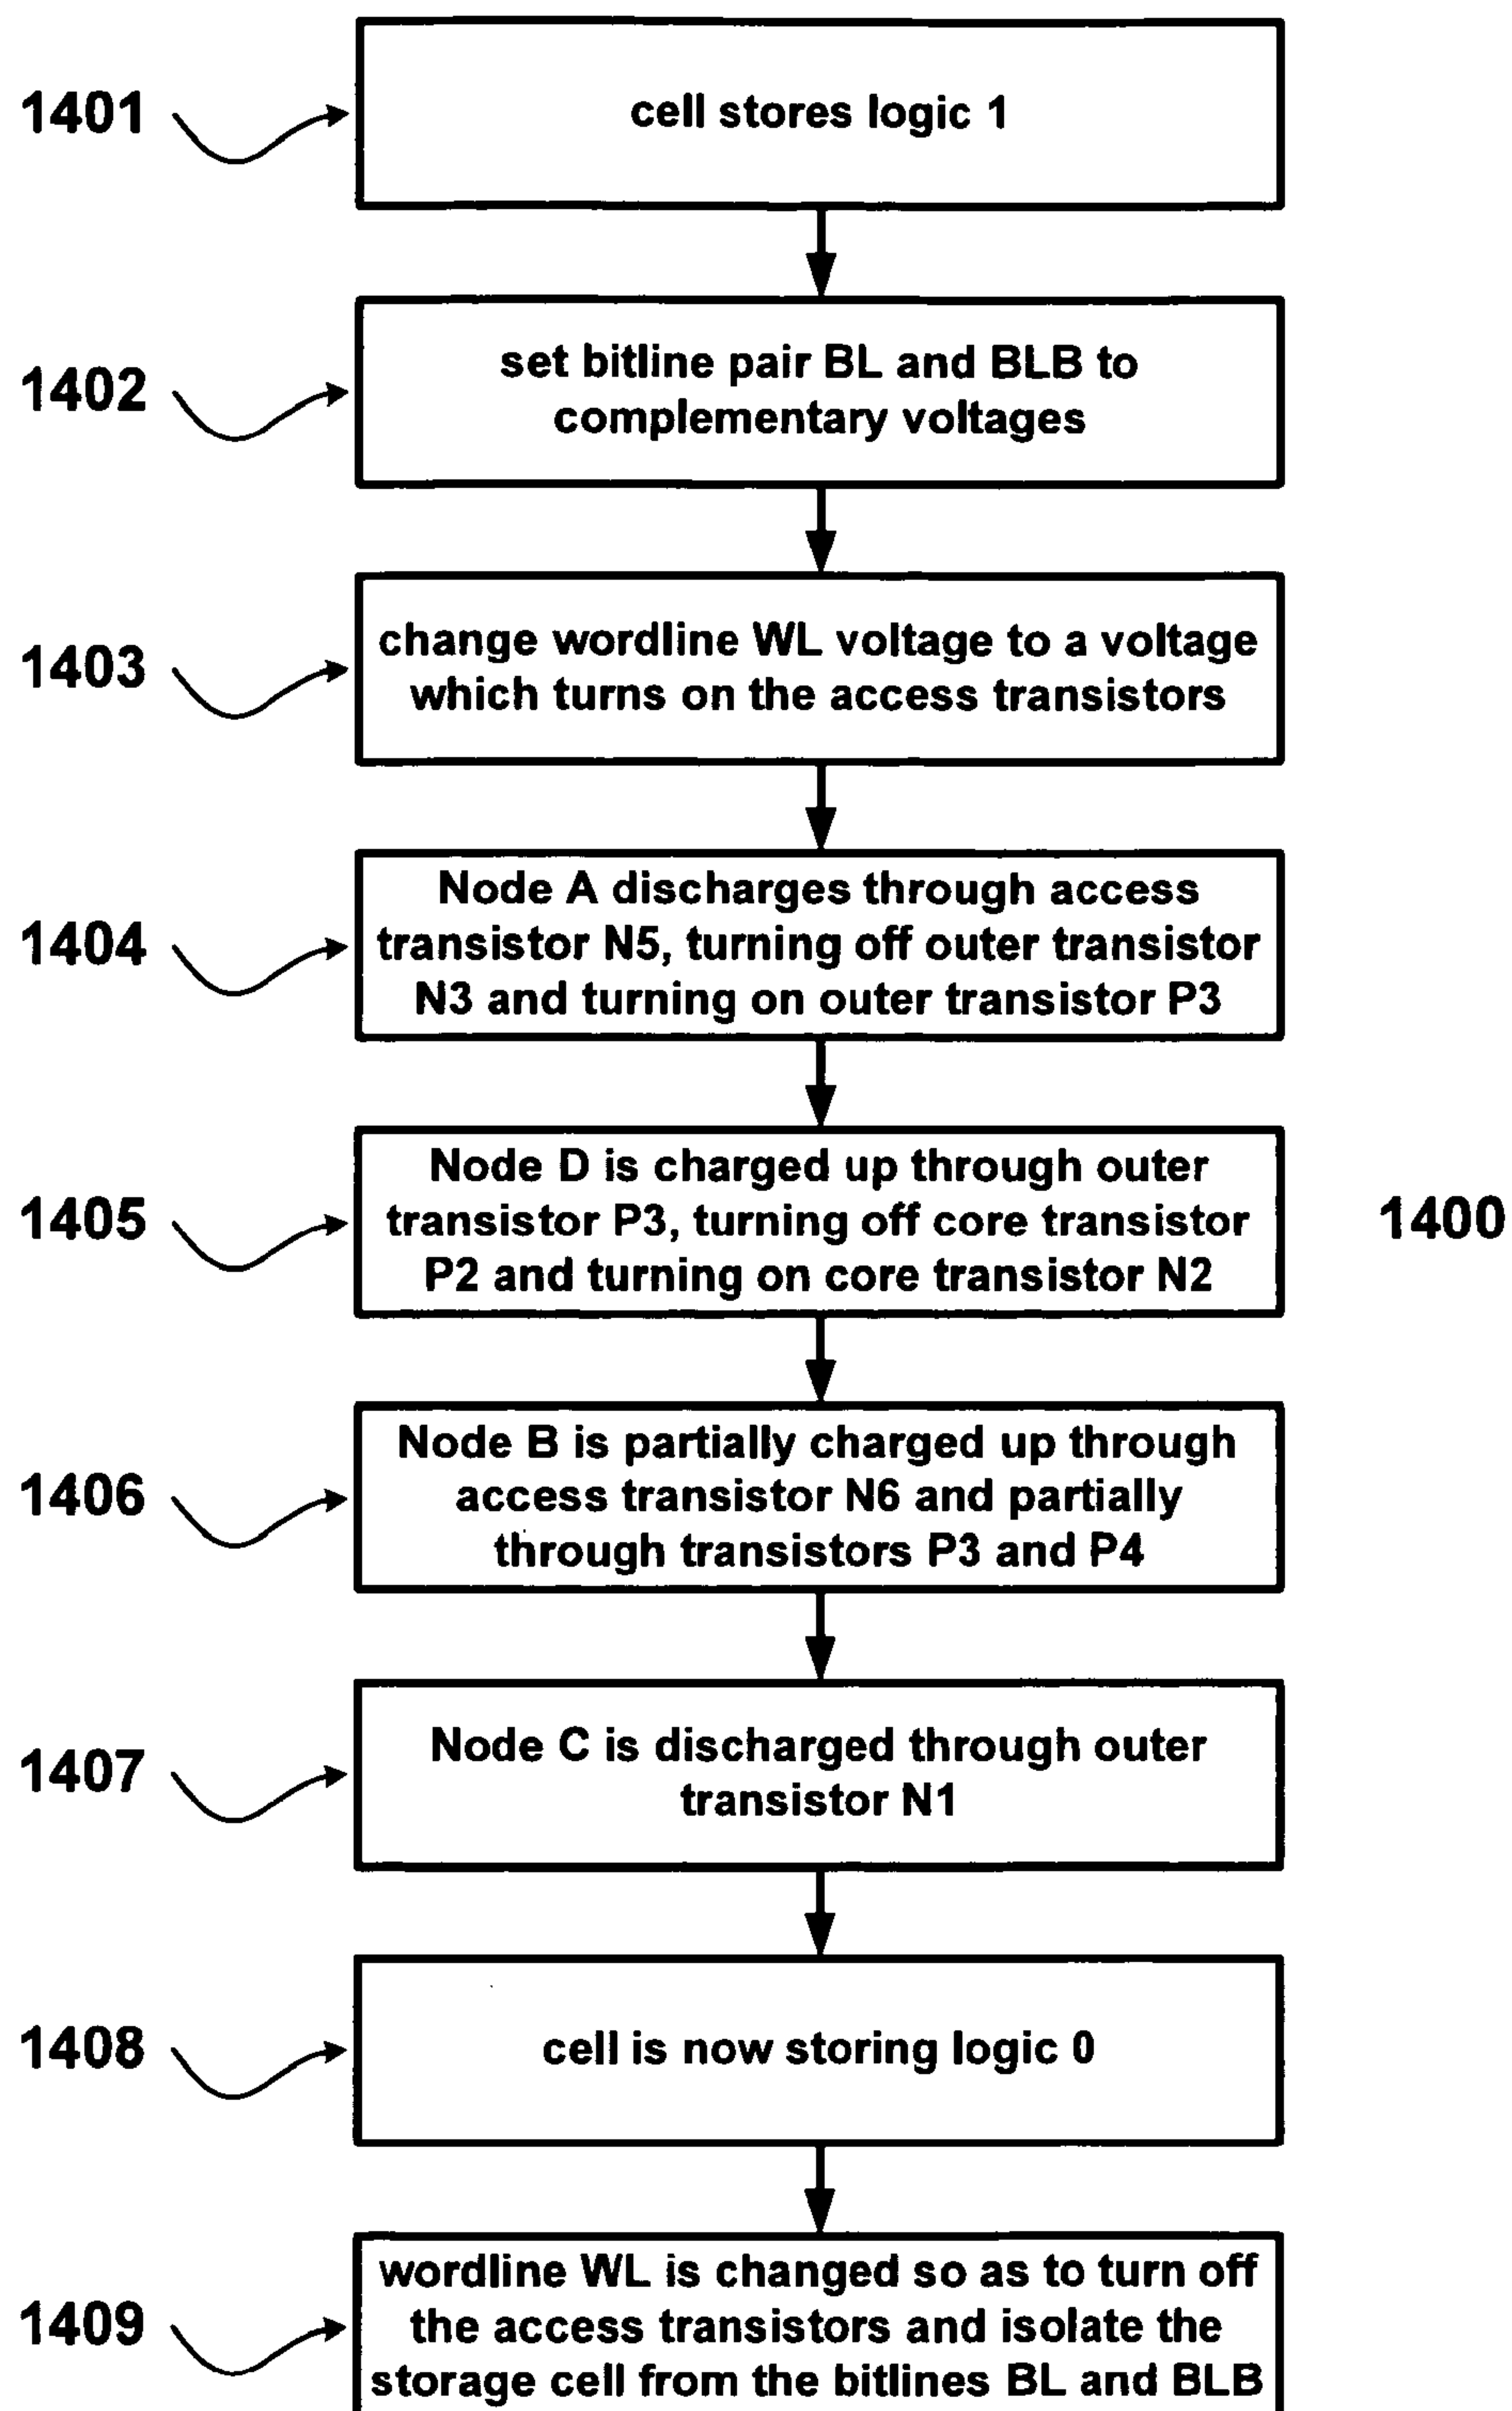 1401
cell stores logic 1
1402
set bitline pair BL and BLB to
complementary voltages
1403
change wordline WL voltage to a voltage
which turns on the access transistors
1404
Node A discharges through access
transistor N5, turning off outer transistor
N3 and turning on outer transistor P3
1405
Node D is charged up through outer
transistor P3, turning off core transistor
P2 and turning on core transistor N2
1400
1406
Node B is partially charged up through
access transistor N6 and partially
through transistors P3 and P4
1407
Node C is discharged through outer
transistor N1
1408
cell is now storing logic 0
1409
wordline WL is changed so as to turn off
the access transistors and isolate the
storage cell from the bitlines BL and BLB